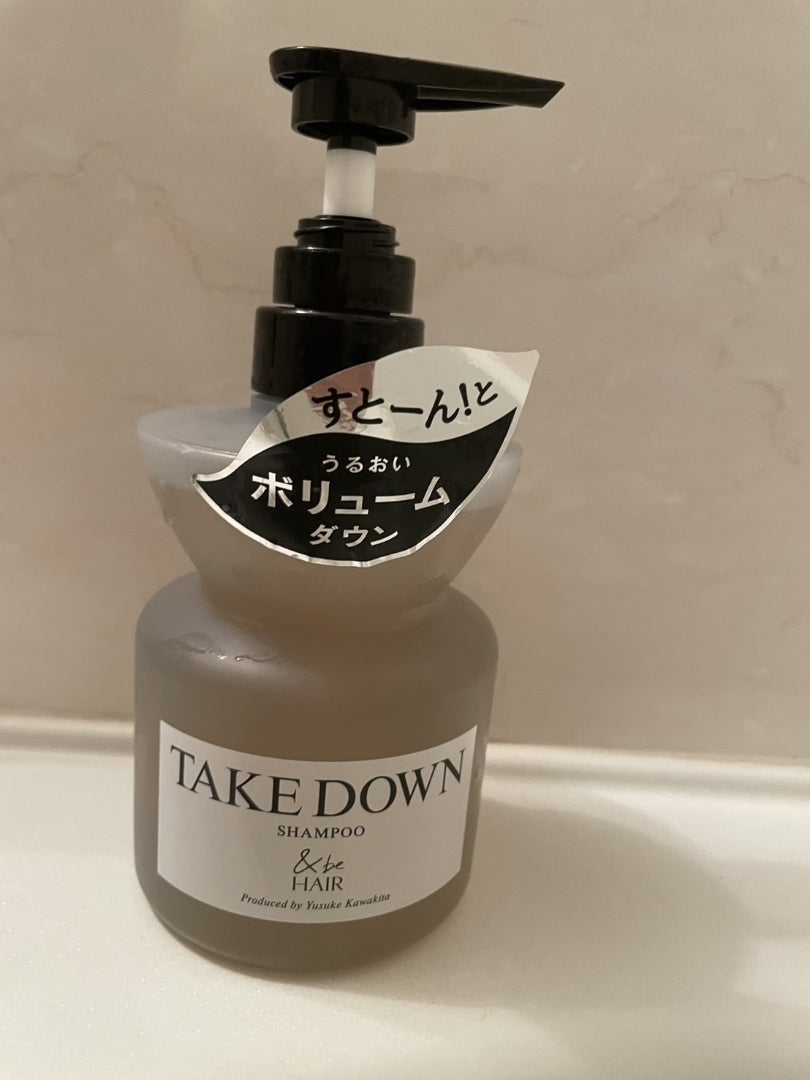 すとーん!と
うるおい
ボリューム
ダウン
TAKE DOWN
SHAMPOO
&be
HAIR
Produced by Yusuke Kawakita